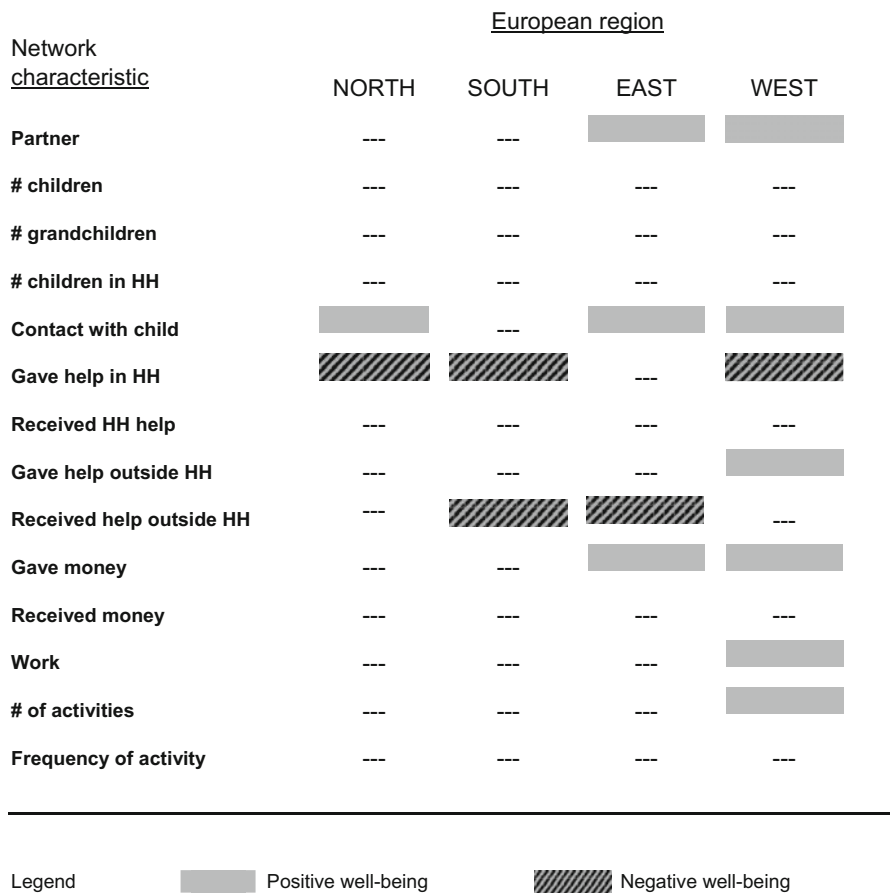 European region
Network
characteristic
NORTH SOUTH EAST WEST
Partner --- ---
# children --- --- --- ---
# grandchildren --- --- --- ---
# children in HH --- --- --- ---
Contact with child ---
Gave help in HH ---
Received HH help --- --- --- ---
Gave help outside HH --- --- ---
Received help outside HH --- ---
Gave money --- ---
Received money --- --- --- ---
Work --- --- ---
# of activities --- --- ---
Frequency of activity --- --- --- ---
Legend Positive well-being Negative well-being